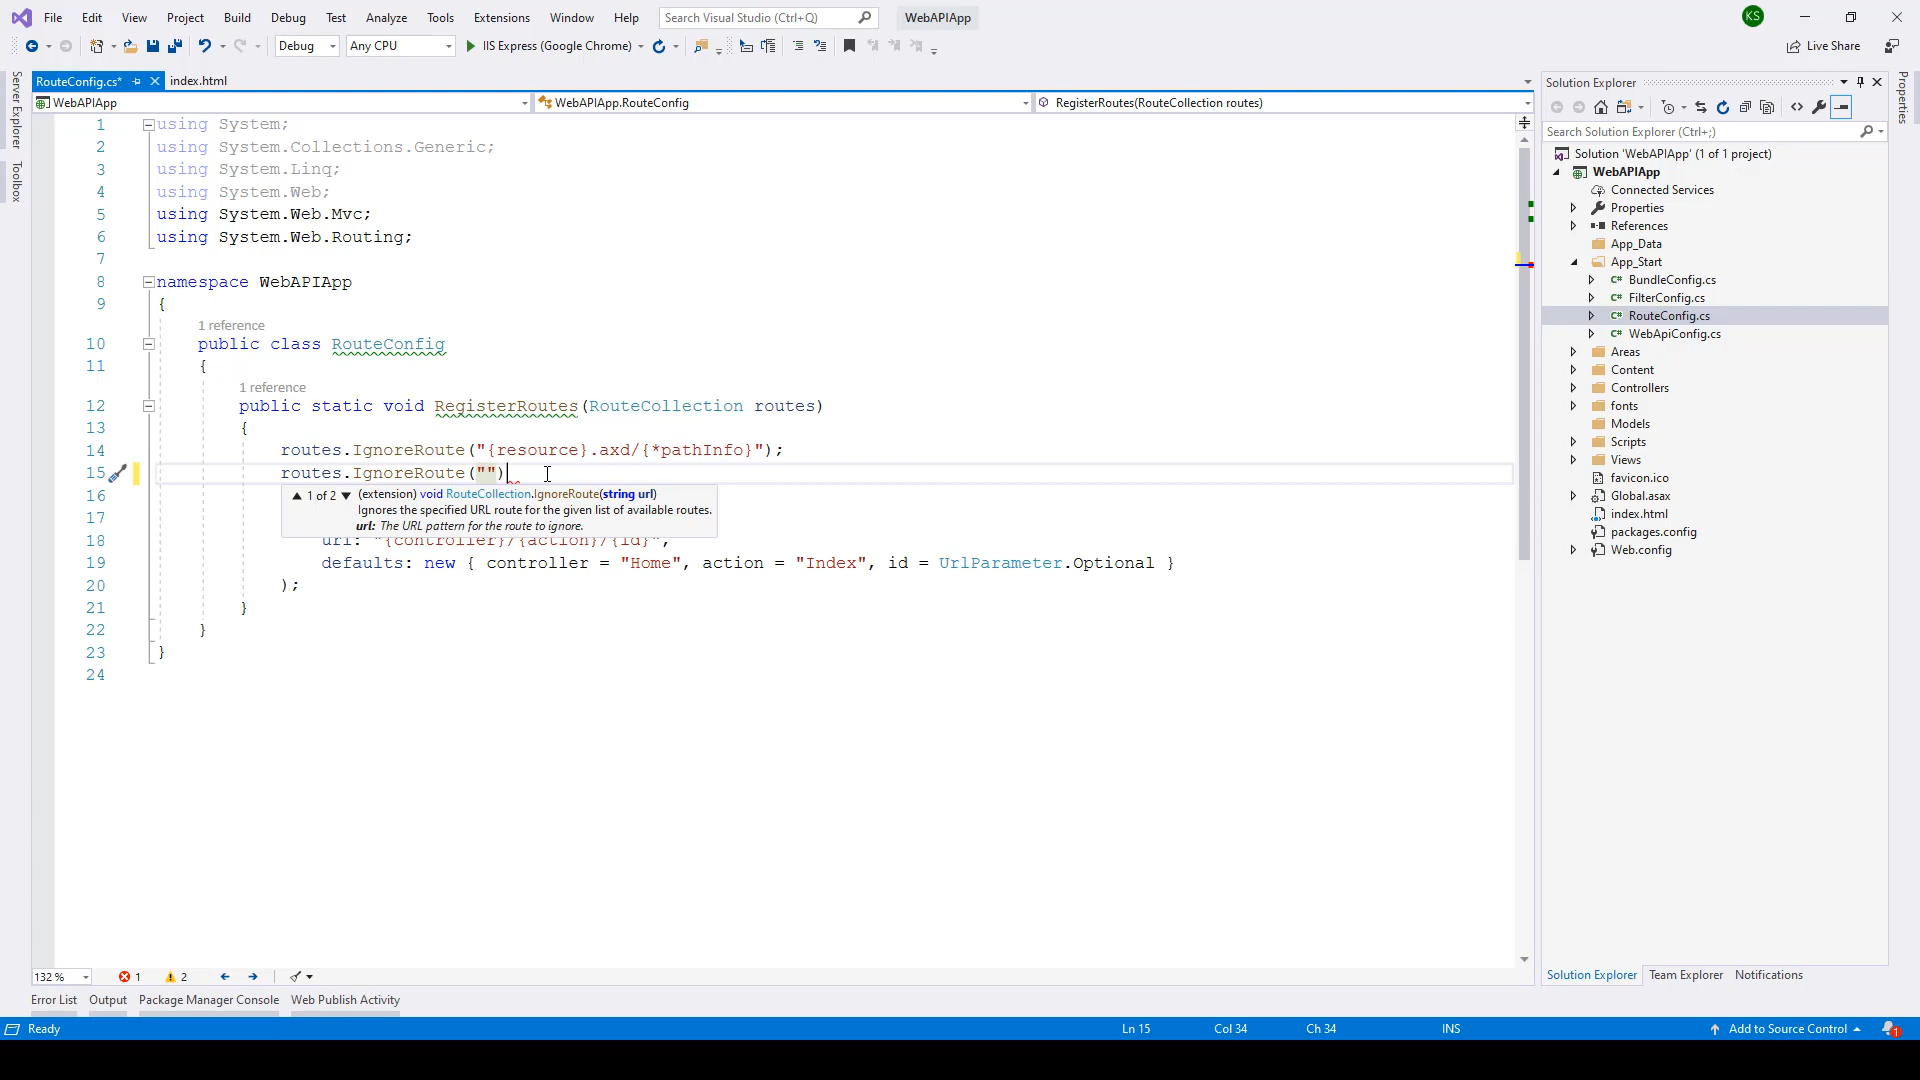 File Edit View Project Build Debug Test Analyze Tools Extensions Window Help Search Visual Studio (Ctrl+Q) WebAPIApp KS
Debug Any CPU IIS Express (Google Chrome) Live Share
Server Explorer
Toolbox
RouteConfig.cs* index.html
WebAPIApp WebAPIApp.RouteConfig RegisterRoutes(RouteCollection routes)
1 using System;
2 using System.Collections.Generic;
3 using System.Linq;
4 using System.Web;
5 using System.Web.Mvc;
6 using System.Web.Routing;
7
8 namespace WebAPIApp
9 {
1 reference
10 public class RouteConfig
11 {
1 reference
12 public static void RegisterRoutes(RouteCollection routes)
13 {
14 routes.IgnoreRoute("{resource}.axd/{*pathInfo}");
15 routes.IgnoreRoute("")
16 1 of 2 (extension) void RouteCollection.IgnoreRoute(string url)
Ignores the specified URL route for the given list of available routes.
17 url: The URL pattern for the route to ignore.
18 url: "{controller}/{action}/{id}",
19 defaults: new { controller = "Home", action = "Index", id = UrlParameter.Optional }
20 );
21 }
22 }
23 }
24
132 % 1 2
Error List Output Package Manager Console Web Publish Activity
Ready Ln 15 Col 34 Ch 34 INS Add to Source Control 1
Solution Explorer
Search Solution Explorer (Ctrl+;)
Solution 'WebAPIApp' (1 of 1 project)
WebAPIApp
Connected Services
Properties
References
App_Data
App_Start
C# BundleConfig.cs
C# FilterConfig.cs
C# RouteConfig.cs
C# WebApiConfig.cs
Areas
Content
Controllers
fonts
Models
Scripts
Views
favicon.ico
Global.asax
index.html
packages.config
Web.config
Solution Explorer Team Explorer Notifications
Properties